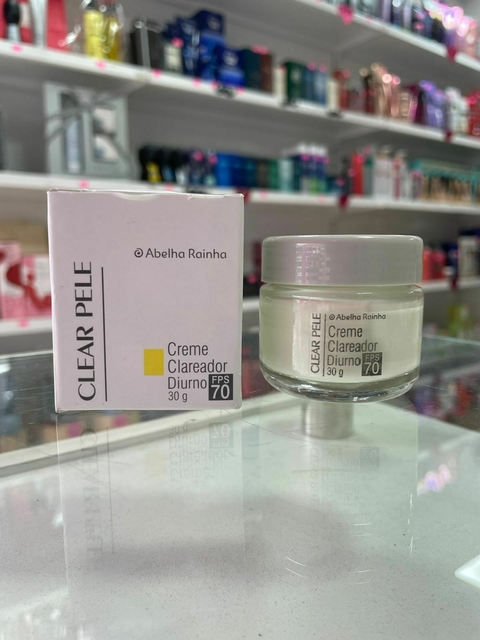 Abelha Rainha
CLEAR PELE
Creme
Clareador
Diurno FPS
30 g 70
Abelha Rainha
CLEAR PELE
Creme
Clareador
Diurno FPS
30 g 70